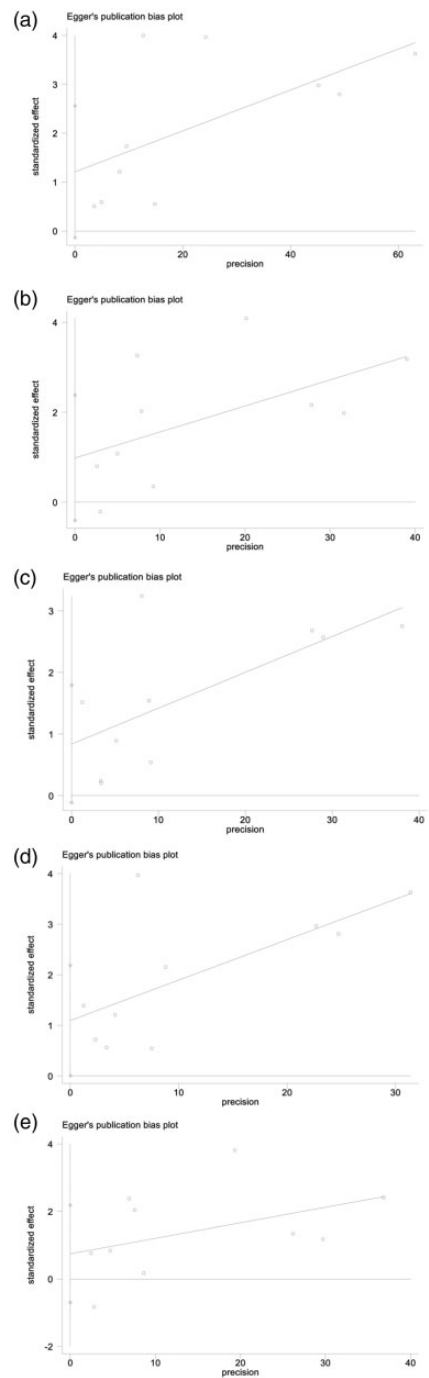 (a)
Egger's publication bias plot
4
3
2
1
0
standardized effect
0 20 40 60
precision
(b)
Egger's publication bias plot
4
2
0
standardized effect
0 10 20 30 40
precision
(c)
Egger's publication bias plot
3
2
1
0
standardized effect
0 10 20 30 40
precision
(d)
Egger's publication bias plot
4
3
2
1
0
standardized effect
0 10 20 30
precision
(e)
Egger's publication bias plot
4
2
0
-2
standardized effect
0 10 20 30 40
precision